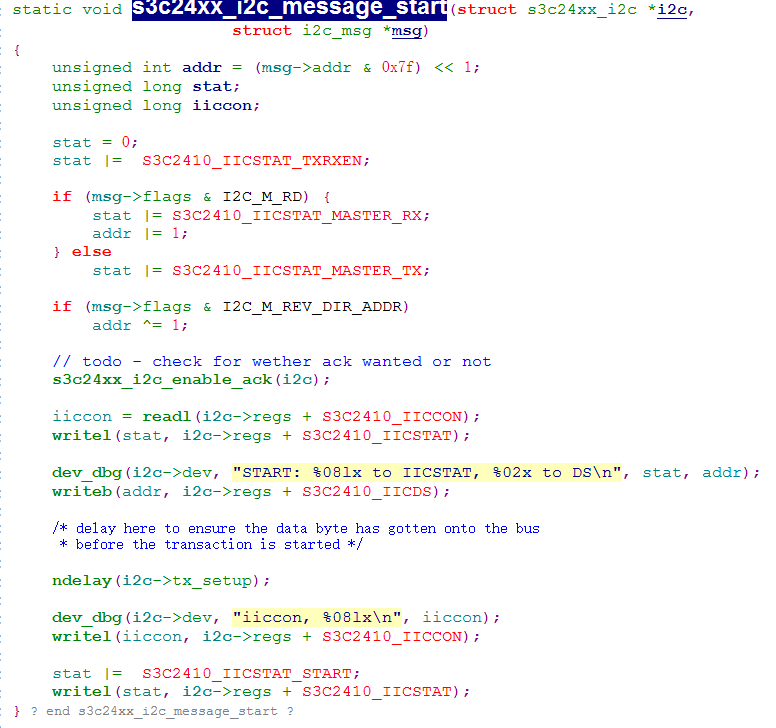 static void s3c24xx_i2c_message_start(struct s3c24xx_i2c *i2c,
struct i2c_msg *msg)
{
unsigned int addr = (msg->addr & 0x7f) << 1;
unsigned long stat;
unsigned long iiccon;
stat = 0;
stat |=  S3C2410_IICSTAT_TXRXEN;
if (msg->flags & I2C_M_RD) {
stat |= S3C2410_IICSTAT_MASTER_RX;
addr |= 1;
} else
stat |= S3C2410_IICSTAT_MASTER_TX;
if (msg->flags & I2C_M_REV_DIR_ADDR)
addr ^= 1;
// todo - check for wether ack wanted or not
s3c24xx_i2c_enable_ack(i2c);
iiccon = readl(i2c->regs + S3C2410_IICCON);
writel(stat, i2c->regs + S3C2410_IICSTAT);
dev_dbg(i2c->dev, "START: %08lx to IICSTAT, %02x to DS\n", stat, addr);
writeb(addr, i2c->regs + S3C2410_IICDS);
/* delay here to ensure the data byte has gotten onto the bus
* before the transaction is started */
ndelay(i2c->tx_setup);
dev_dbg(i2c->dev, "iiccon, %08lx\n", iiccon);
writel(iiccon, i2c->regs + S3C2410_IICCON);
stat |=  S3C2410_IICSTAT_START;
writel(stat, i2c->regs + S3C2410_IICSTAT);
} ? end s3c24xx_i2c_message_start ?